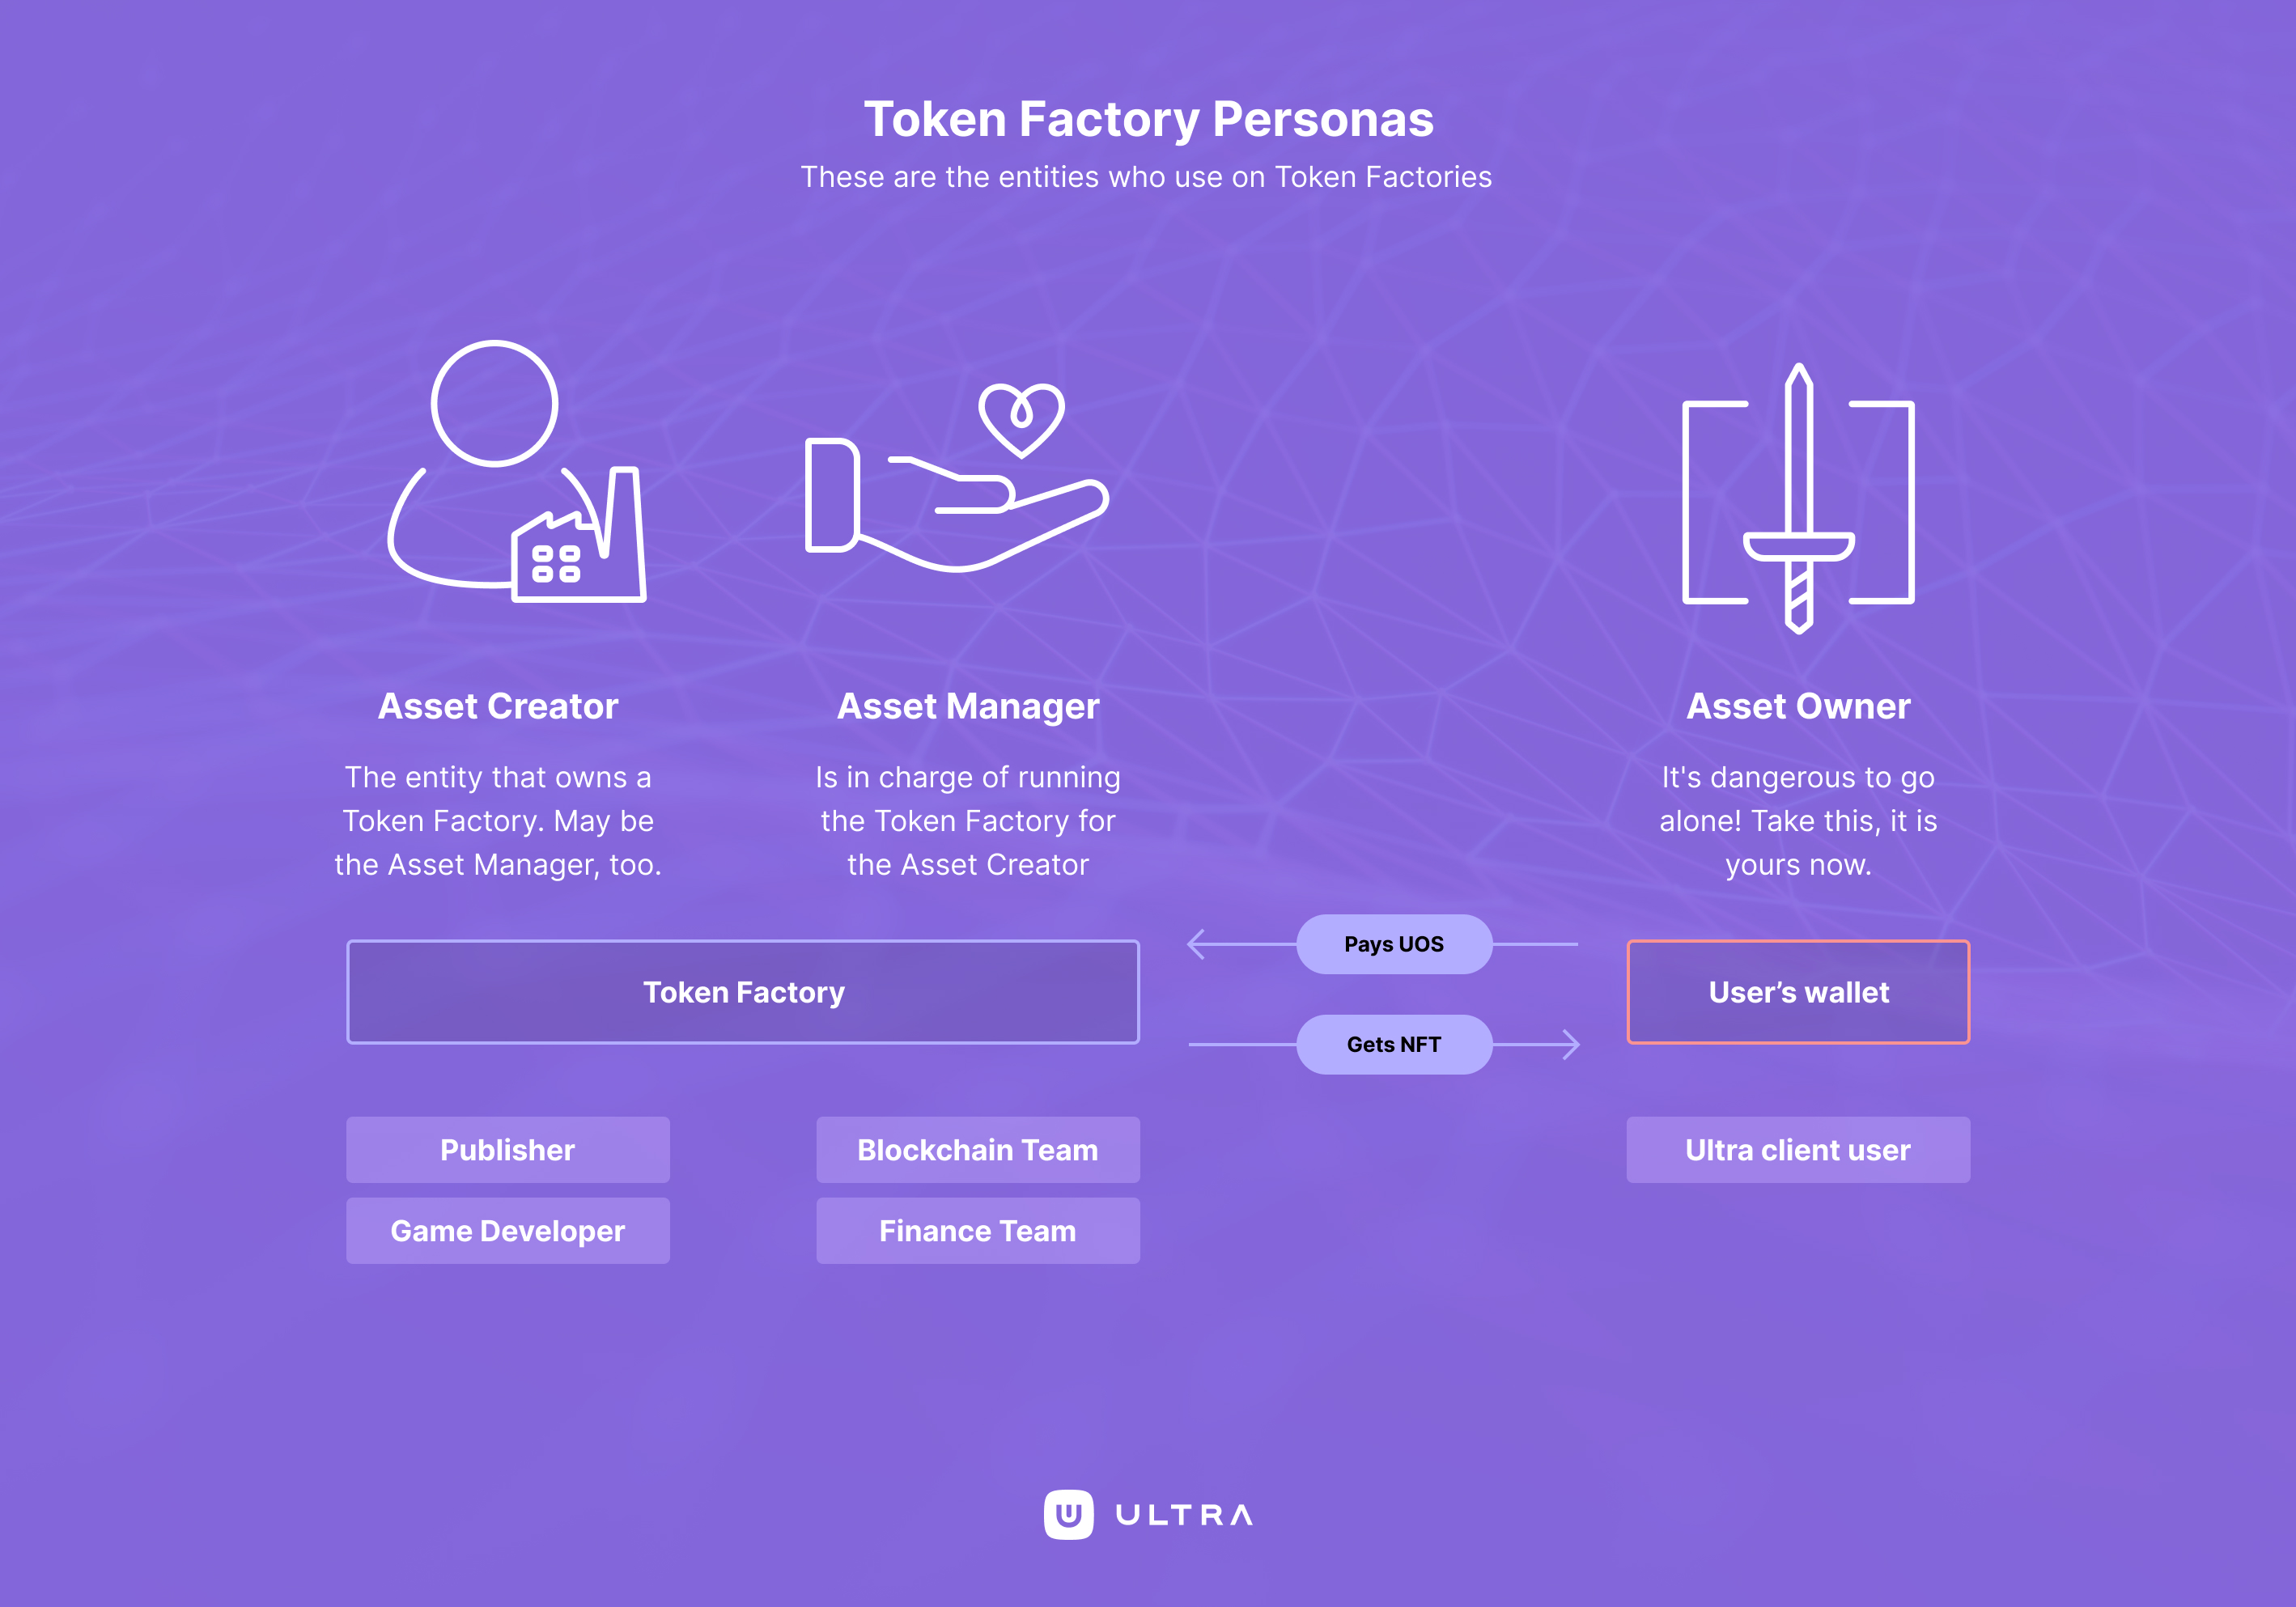 Token Factory Personas
These are the entities who use on Token Factories
Asset Creator
The entity that owns a
Token Factory. May be
the Asset Manager, too.
Asset Manager
Is in charge of running
the Token Factory for
the Asset Creator
Asset Owner
It's dangerous to go
alone! Take this, it is
yours now.
Token Factory
Pays UOS
Gets NFT
User’s wallet
Publisher
Game Developer
Blockchain Team
Finance Team
Ultra client user
ULTRA